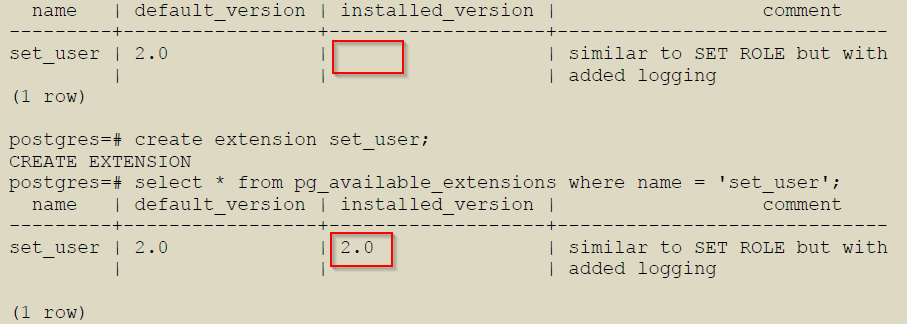 name   | default_version | installed_version |                    comment
---------+-----------------+-------------------+------------------------------
set_user | 2.0             |                   | similar to SET ROLE but with
         |                 |                   | added logging
(1 row)
postgres=# create extension set_user;
CREATE EXTENSION
postgres=# select * from pg_available_extensions where name = 'set_user';
  name   | default_version | installed_version |                    comment
---------+-----------------+-------------------+------------------------------
set_user | 2.0             | 2.0               | similar to SET ROLE but with
         |                 |                   | added logging
(1 row)